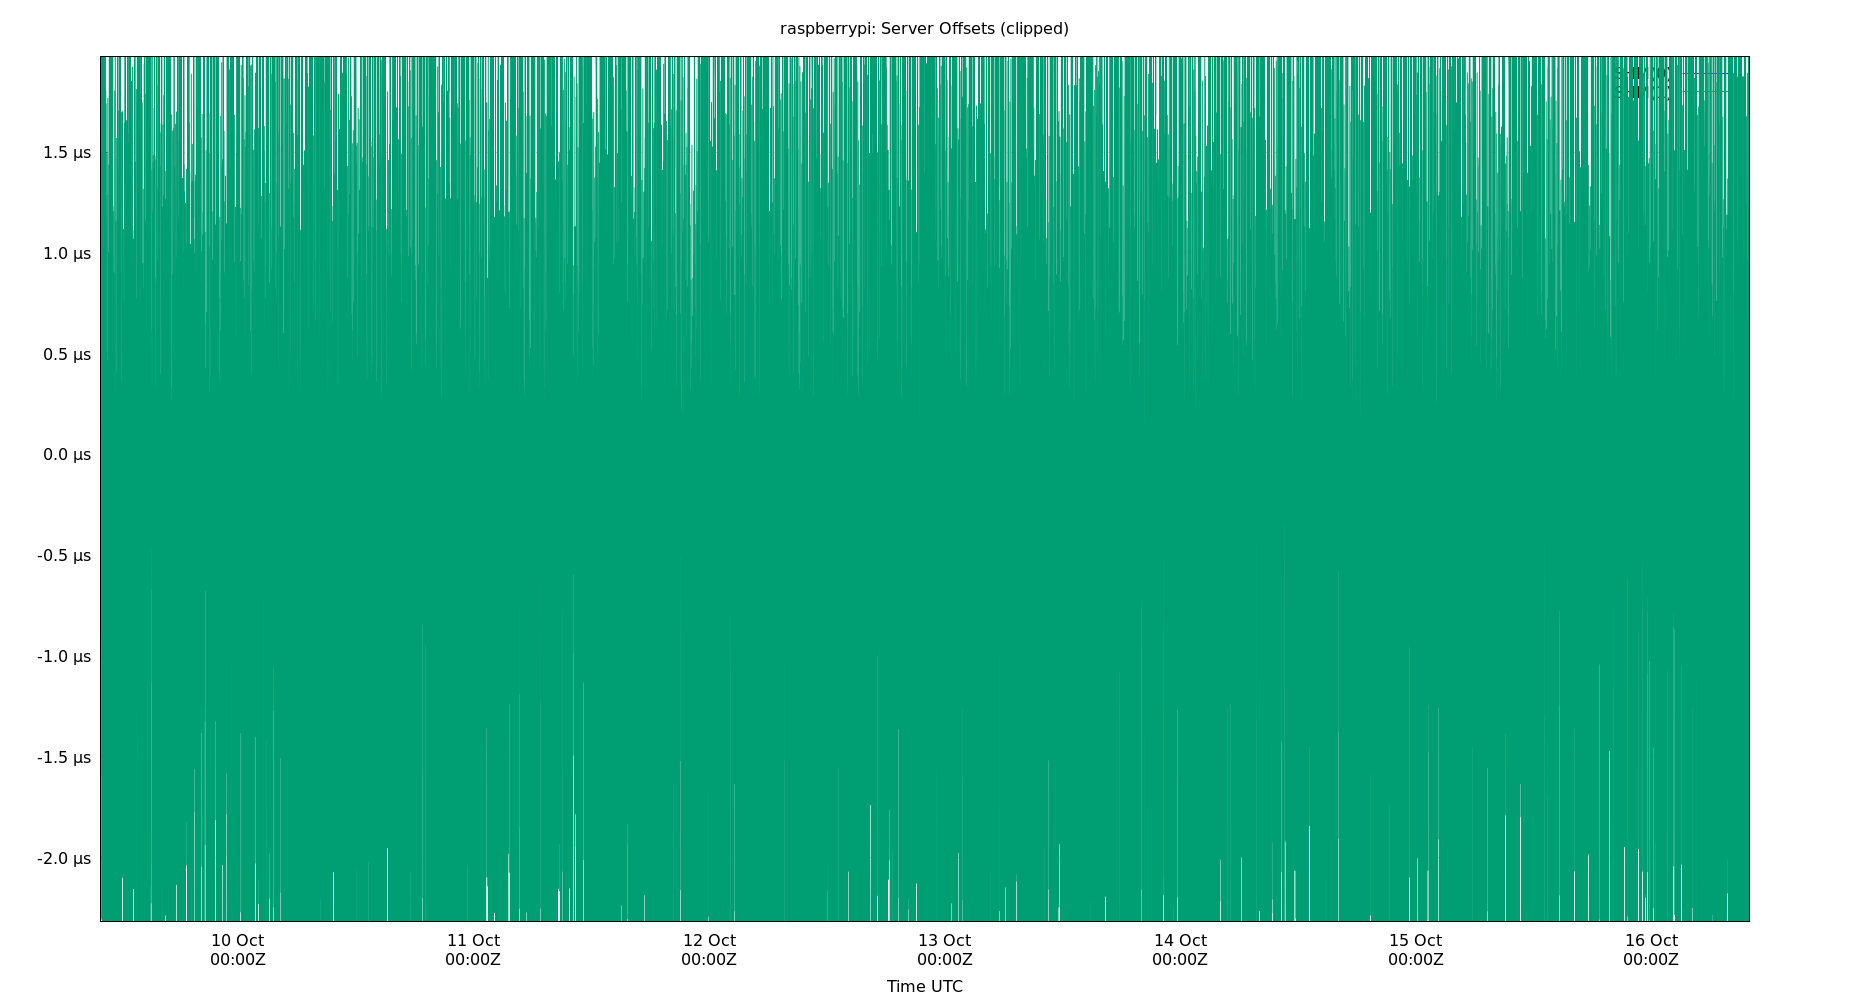 raspberrypi: Server Offsets (clipped)
1.5 µs
1.0 µs
0.5 µs
0.0 µs
-0.5 µs
-1.0 µs
-1.5 µs
-2.0 µs
10 Oct 11 Oct 12 Oct 13 Oct 14 Oct 15 Oct 16 Oct
00:00Z 00:00Z 00:00Z 00:00Z 00:00Z 00:00Z 00:00Z
Time UTC